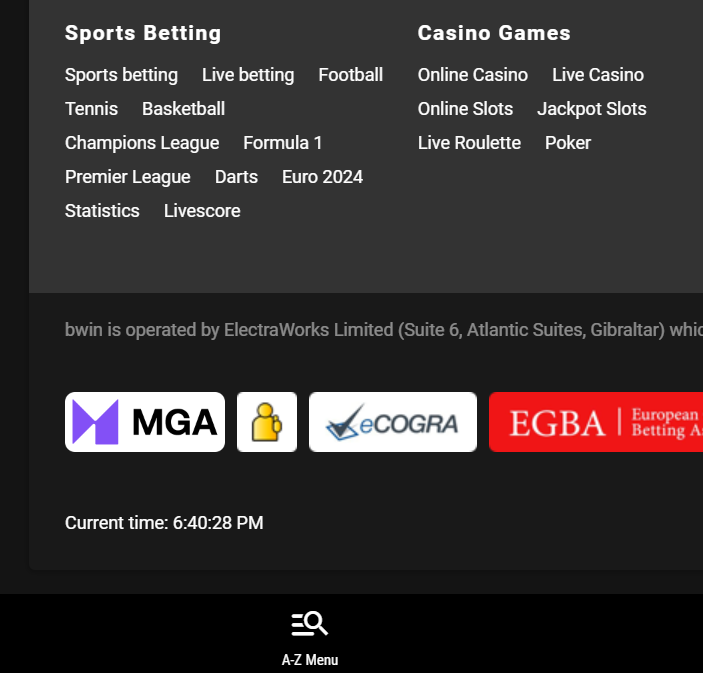 Sports Betting
Sports betting Live betting Football
Tennis Basketball
Champions League Formula 1
Premier League Darts Euro 2024
Statistics Livescore
Casino Games
Online Casino Live Casino
Online Slots Jackpot Slots
Live Roulette Poker
bwin is operated by ElectraWorks Limited (Suite 6, Atlantic Suites, Gibraltar)
MGA
eCOGRA
EGBA
European
Betting
Current time: 6:40:28 PM
A-Z Menu